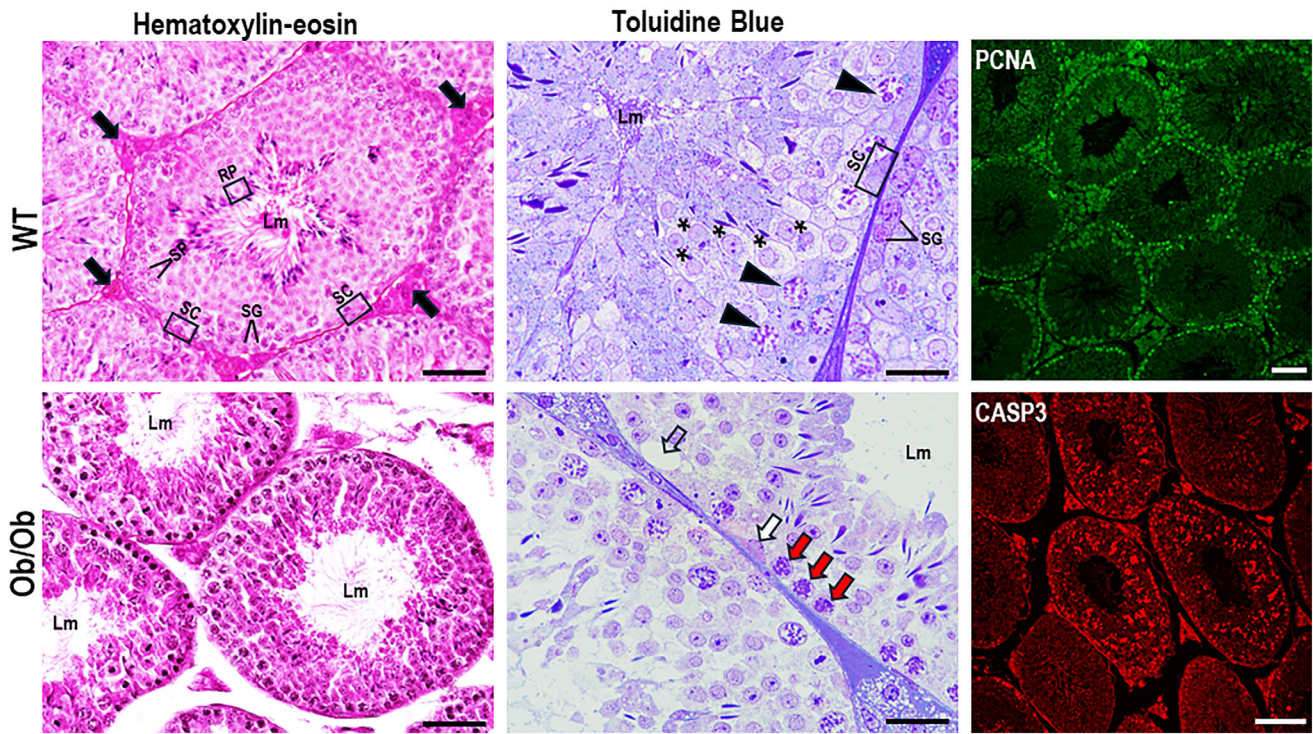 Hematoxylin-eosin
Toluidine Blue
WT
RP
Lm
SP
SC
SG
SC
Lm
SC
* * * * * *
SG
PCNA
Ob/Ob
Lm
Lm
Lm
Lm
CASP3